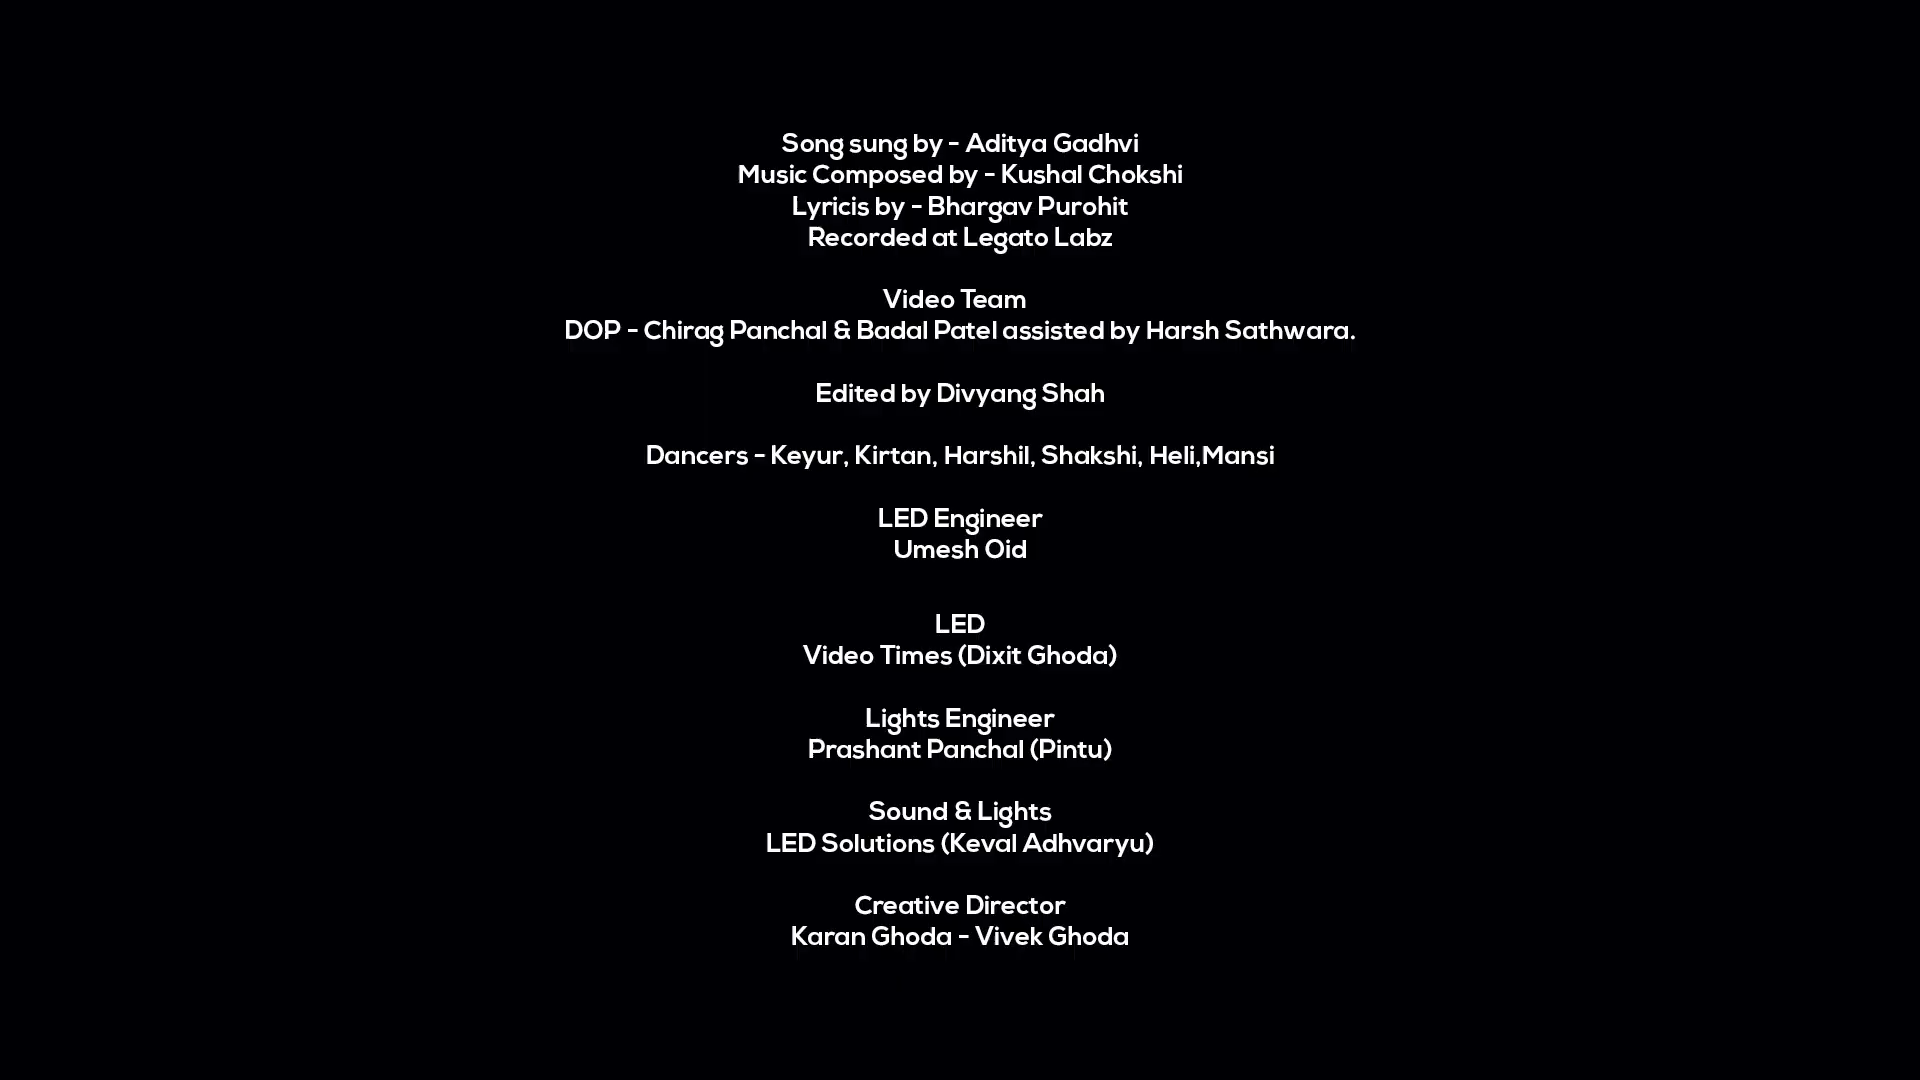 Song sung by - Aditya Gadhvi
Music Composed by - Kushal Chokshi
Lyricis by - Bhargav Purohit
Recorded at Legato Labz
Video Team
DOP - Chirag Panchal & Badal Patel assisted by Harsh Sathwara.
Edited by Divyang Shah
Dancers - Keyur, Kirtan, Harshil, Shakshi, Heli,Mansi
LED Engineer
Umesh Oid
LED
Video Times (Dixit Ghoda)
Lights Engineer
Prashant Panchal (Pintu)
Sound & Lights
LED Solutions (Keval Adhvaryu)
Creative Director
Karan Ghoda - Vivek Ghoda